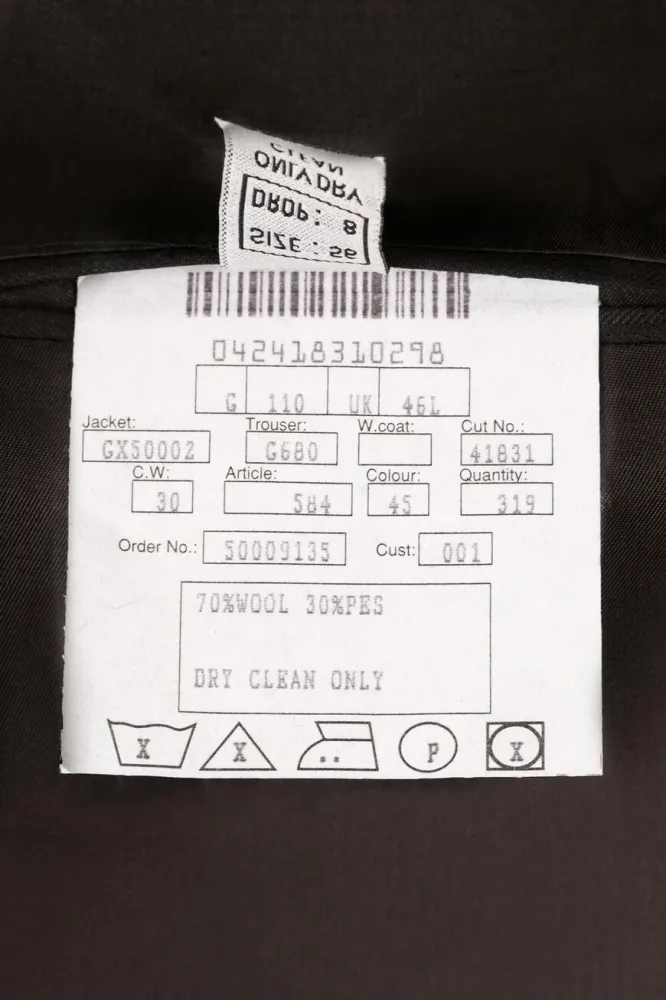 SIZE : 56
DROP : 8
ONLY DRY
CLEAN
042418310298
G 110 UK 46L
Jacket: Trouser: W.coat: Cut No.:
GX50002 G680 41831
C.W: Article: Colour: Quantity:
30 584 45 319
Order No.: 50009135 Cust: 001
70%WOOL 30%PES
DRY CLEAN ONLY
X X P X